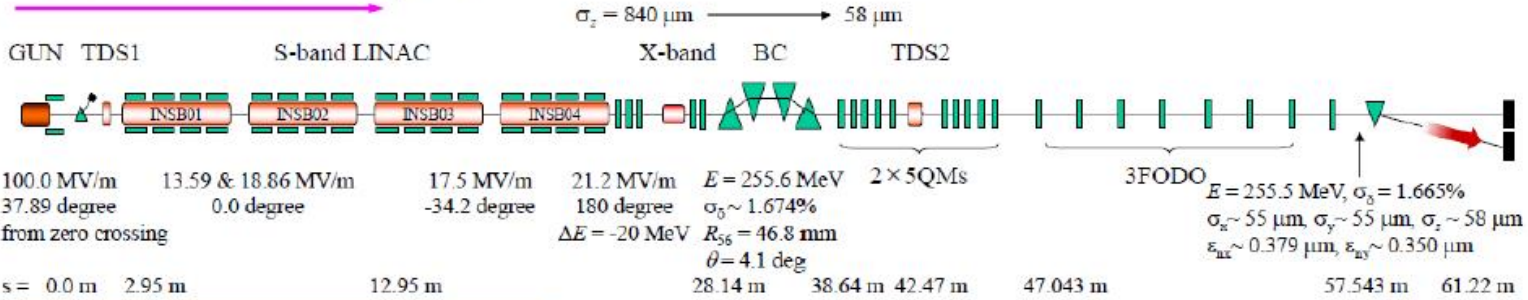 σz = 840 μm 58 μm
GUN TDS1 S-band LINAC X-band BC TDS2
INSB01 INSB02 INSB03 INSB04
2×5QMs 3FODO
100.0 MV/m 13.59 & 18.86 MV/m 17.5 MV/m 21.2 MV/m E = 255.6 MeV
37.89 degree 0.0 degree -34.2 degree 180 degree σδ~ 1.674%
from zero crossing ΔE = -20 MeV R56 = 46.8 mm
θ = 4.1 deg
E = 255.5 MeV, σδ = 1.665%
σx~ 55 μm, σy~ 55 μm, σz ~ 58 μm
εnx~ 0.379 μm, εny~ 0.350 μm
s = 0.0 m 2.95 m 12.95 m 28.14 m 38.64 m 42.47 m 47.043 m 57.543 m 61.22 m